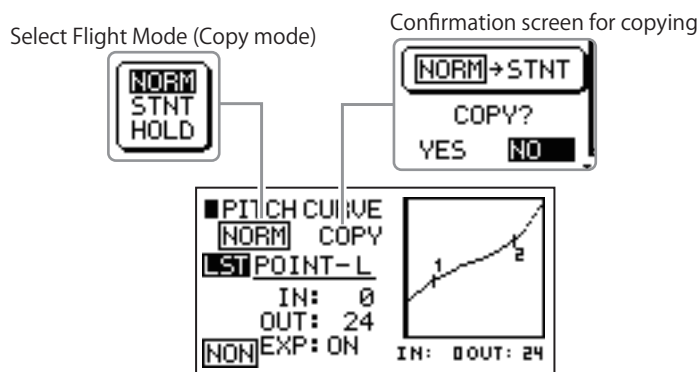 Select Flight Mode (Copy mode)
Confirmation screen for copying
NORM
STNT
HOLD
NORM→STNT
COPY?
YES NO
PITCH CURVE
NORM COPY
LST POINT-L
IN: 0
OUT: 24
NON EXP: ON
1
2
IN: 0 OUT: 24